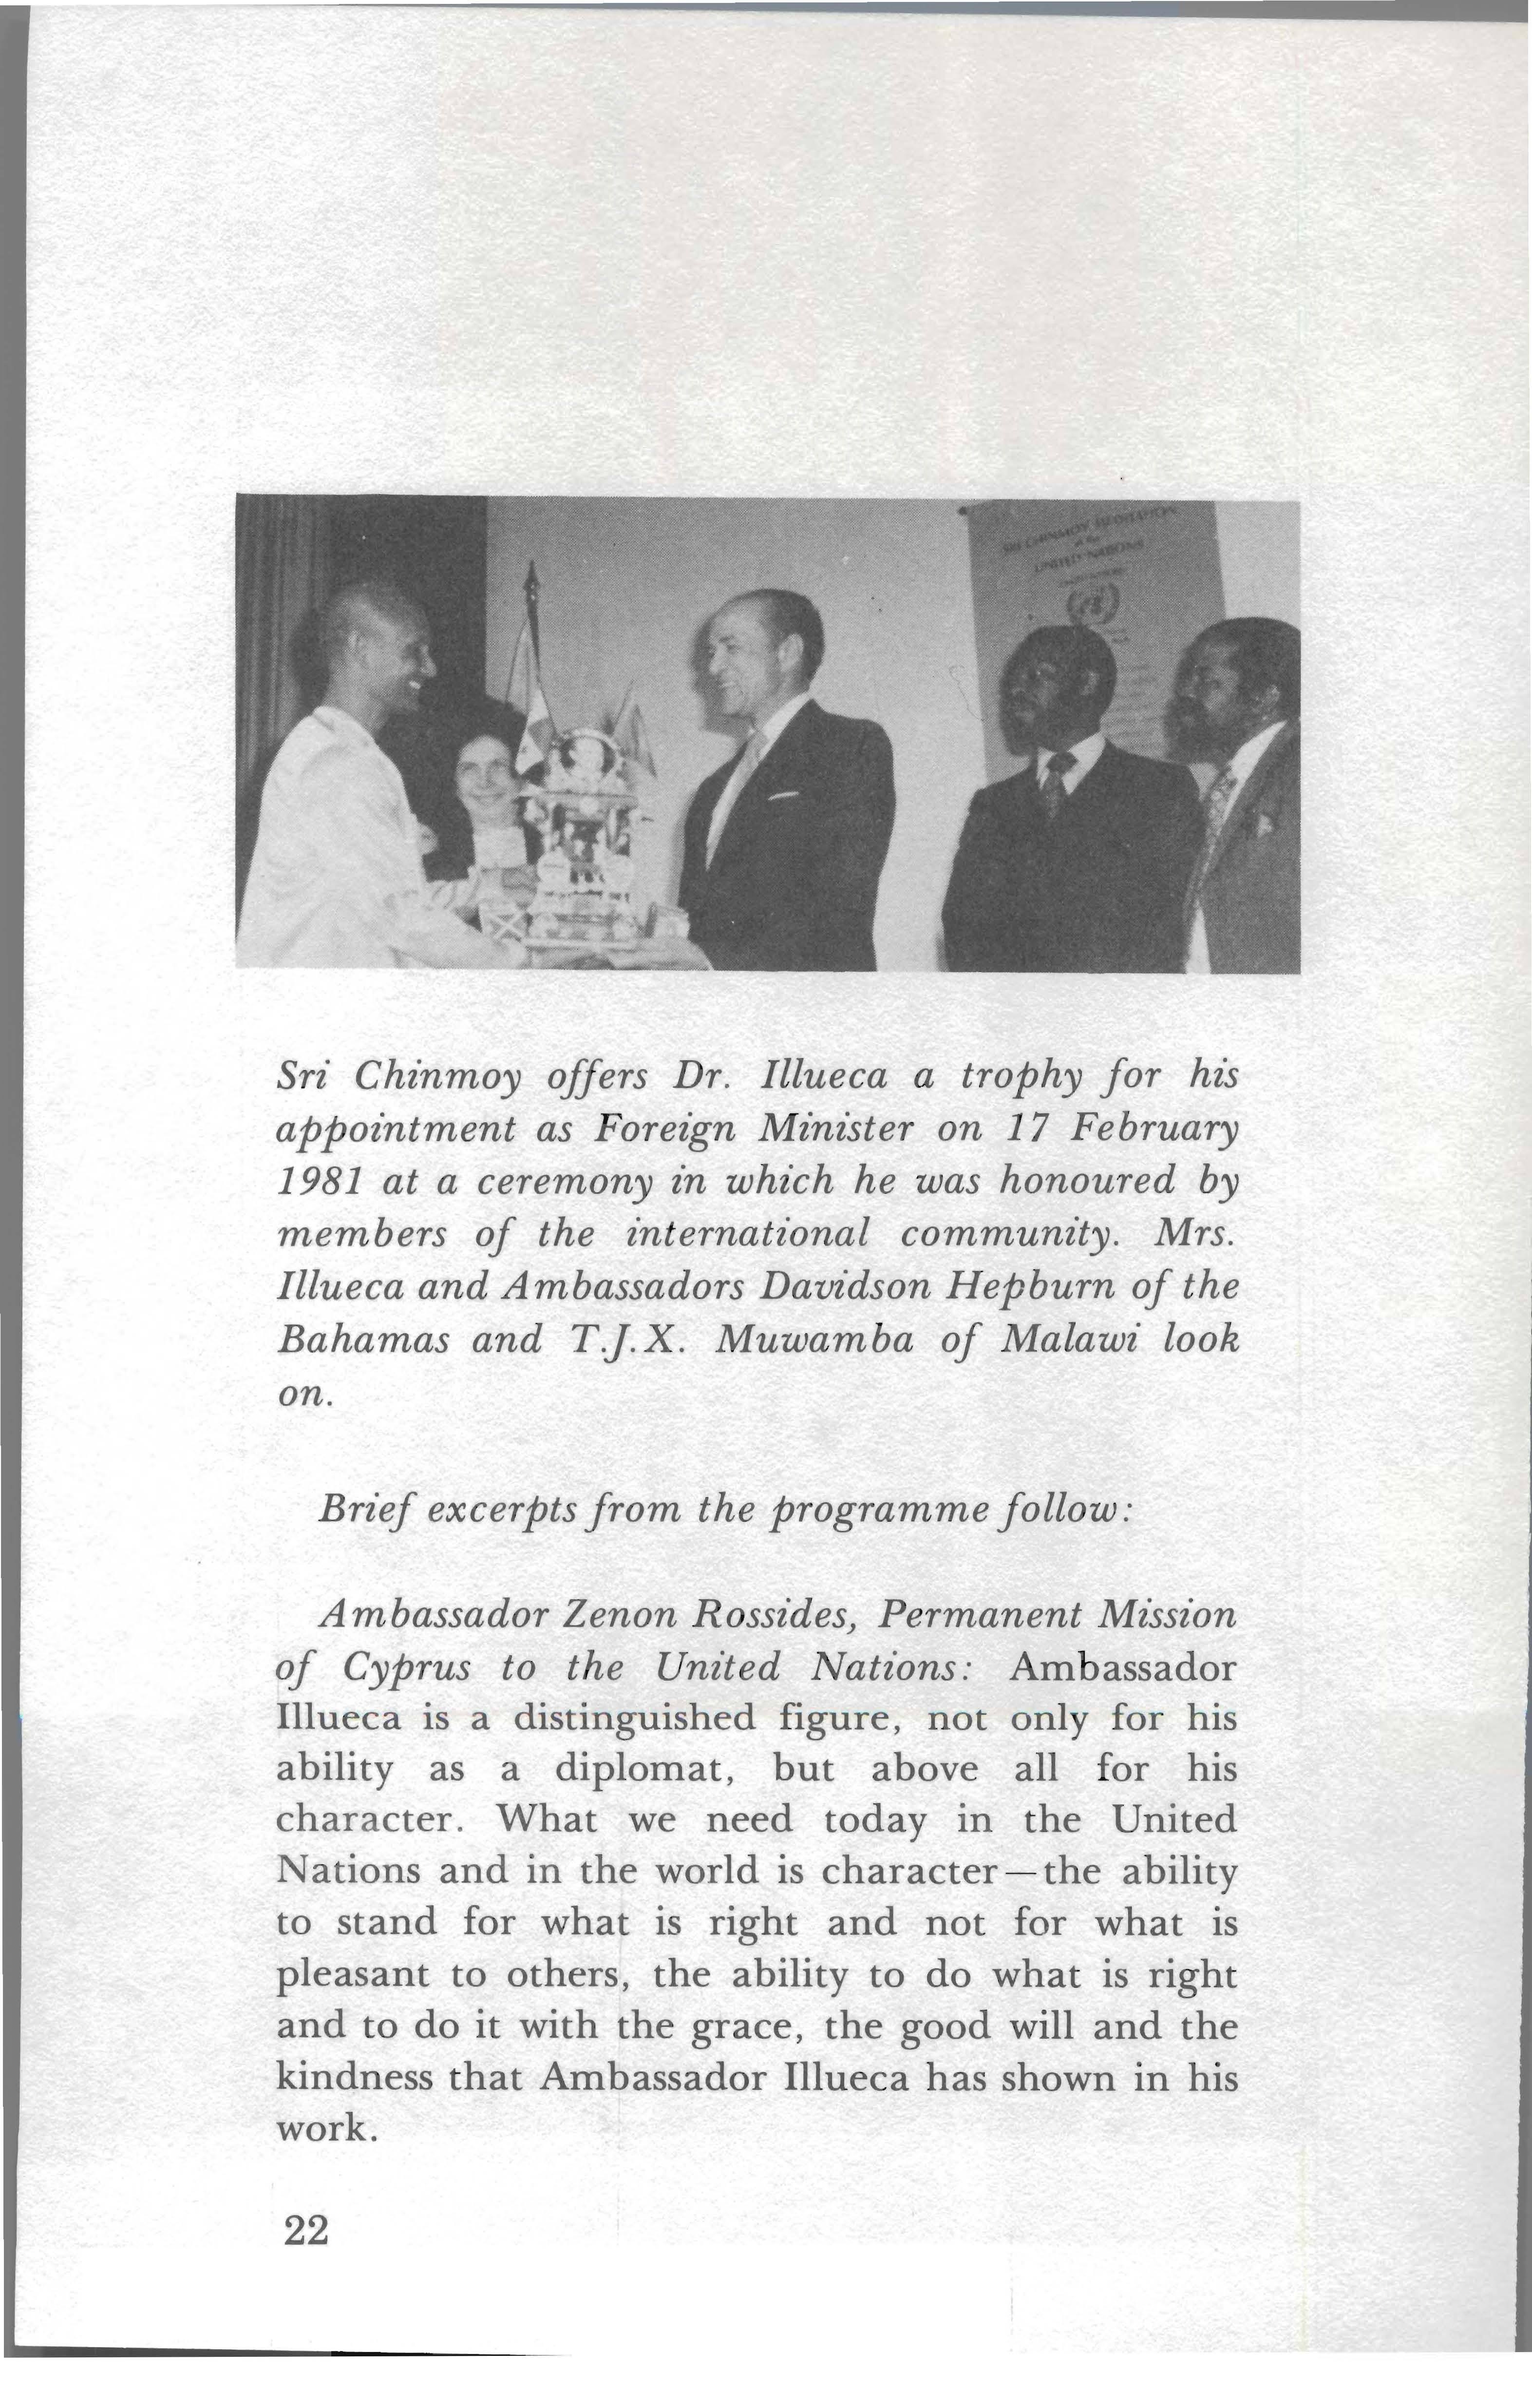 SRI CHINMOY MEDITATION
at the
UNITED NATIONS
Sri Chinmoy offers Dr. Illueca a trophy for his
appointment as Foreign Minister on 17 February
1981 at a ceremony in which he was honoured by
members of the international community. Mrs.
Illueca and Ambassadors Davidson Hepburn of the
Bahamas and T.J.X. Muwamba of Malawi look
on.
Brief excerpts from the programme follow:
Ambassador Zenon Rossides, Permanent Mission
of Cyprus to the United Nations: Ambassador
Illueca is a distinguished figure, not only for his
ability as a diplomat, but above all for his
character. What we need today in the United
Nations and in the world is character—the ability
to stand for what is right and not for what is
pleasant to others, the ability to do what is right
and to do it with the grace, the good will and the
kindness that Ambassador Illueca has shown in his
work.
22